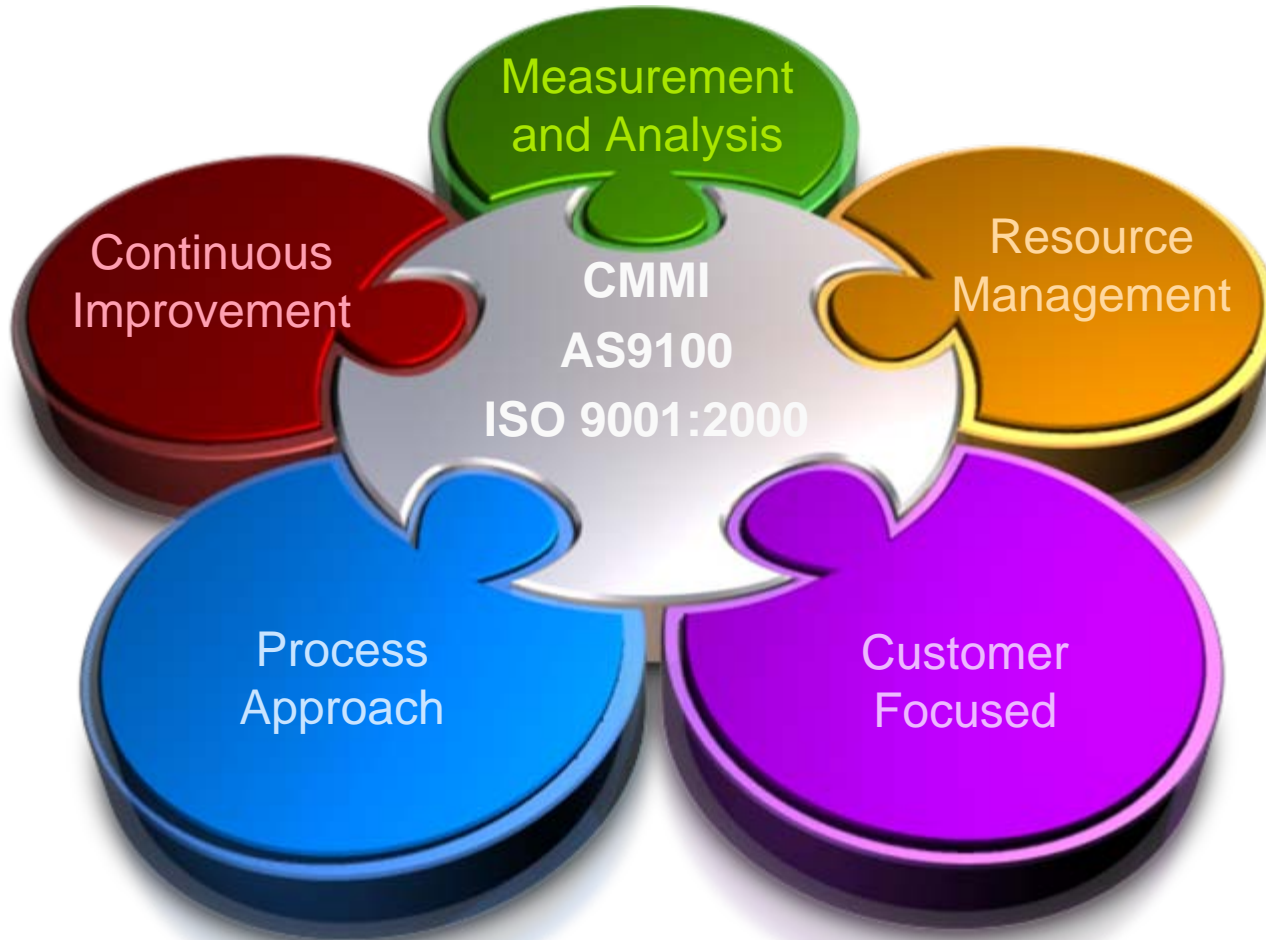 Measurement
and Analysis
Continuous
Improvement
Resource
Management
CMMI
AS9100
ISO 9001:2000
Process
Approach
Customer
Focused